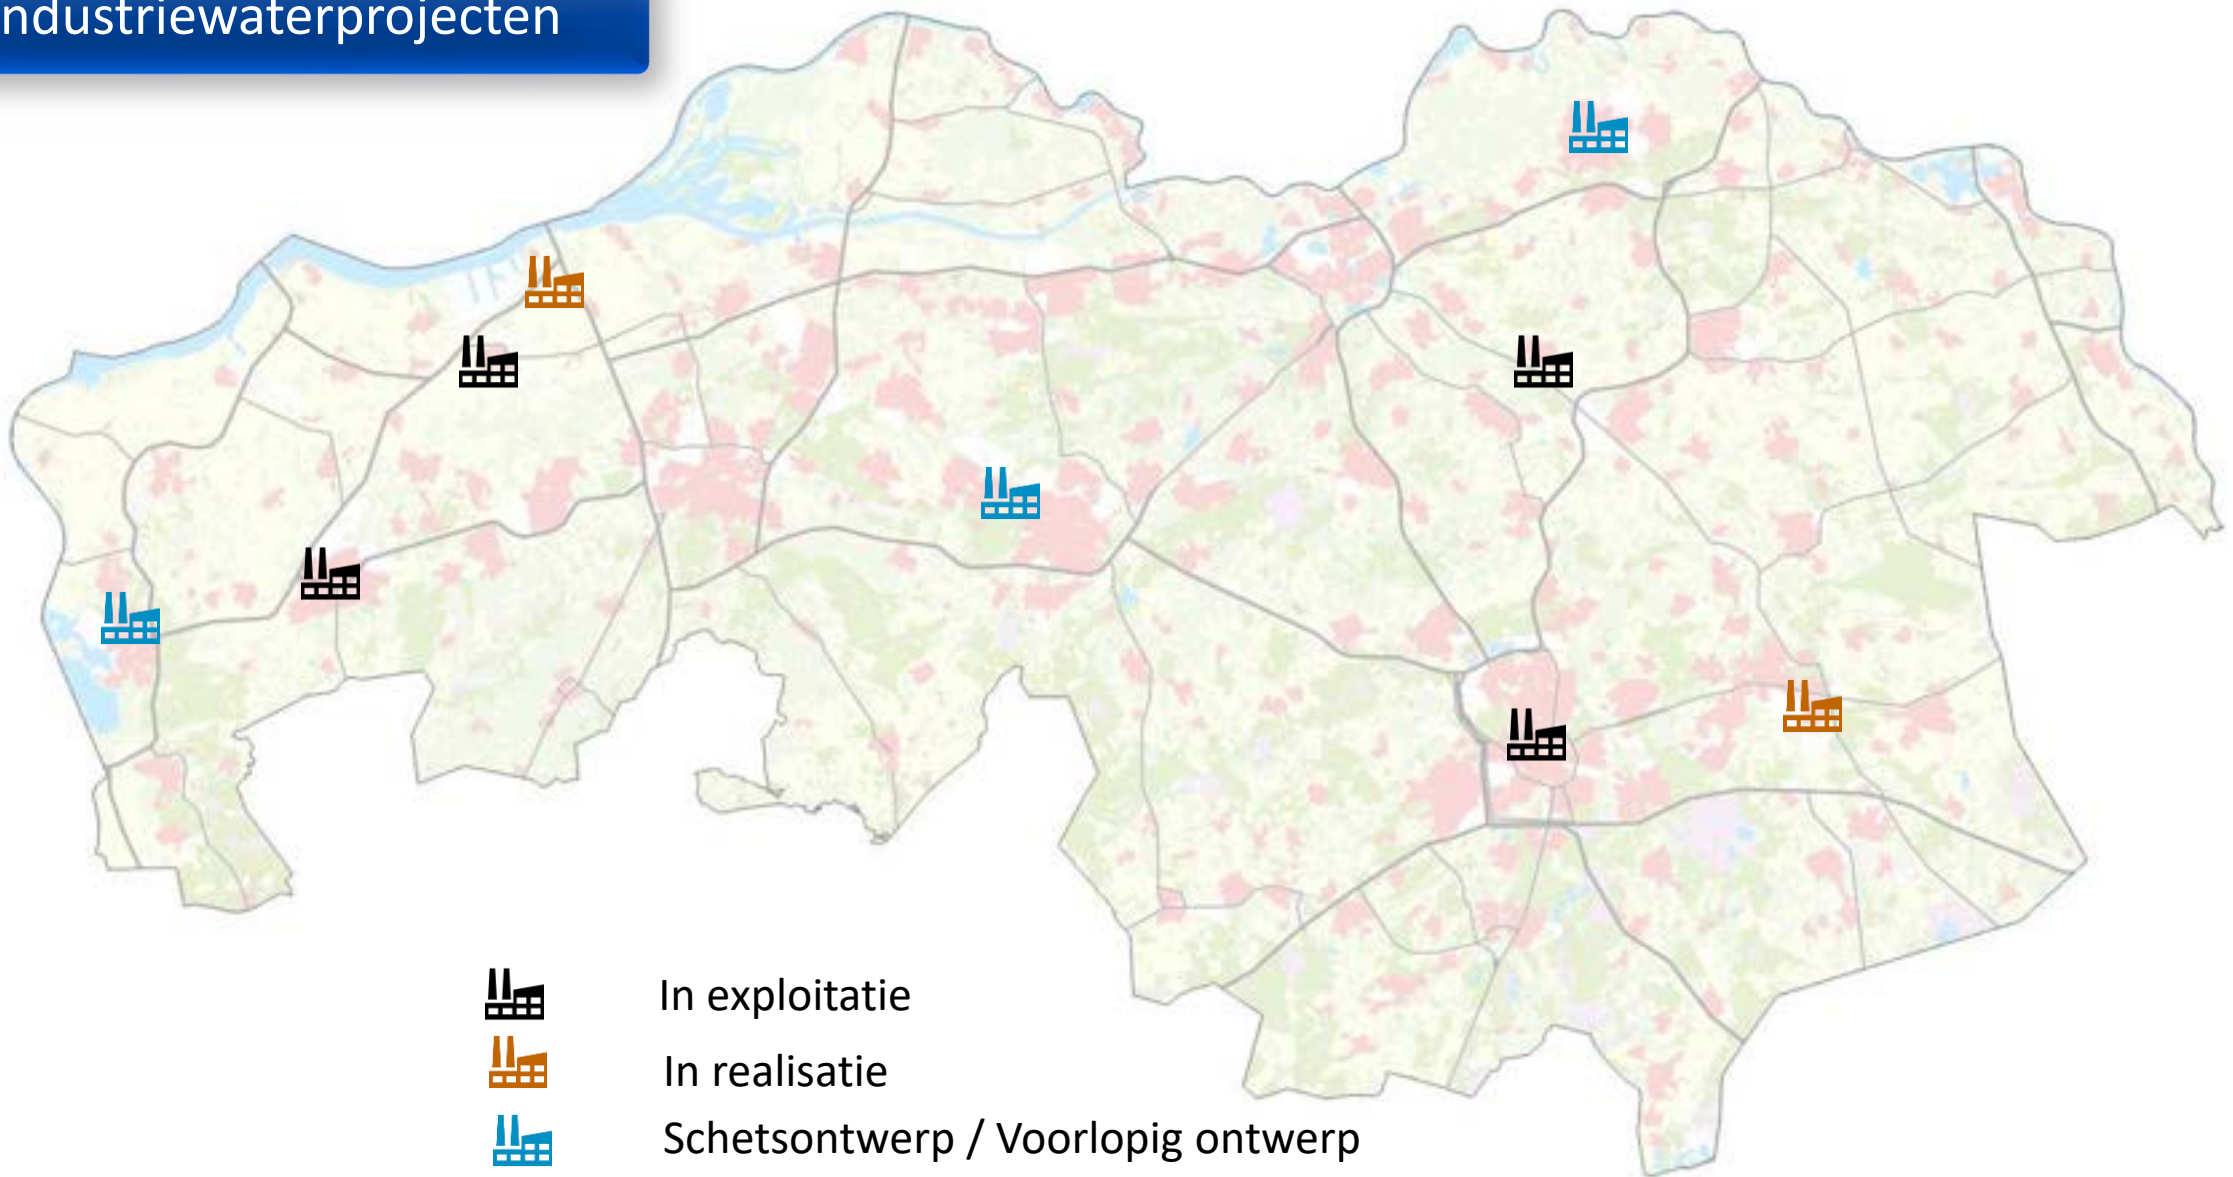 ndustriewaterprojecten
In exploitatie
In realisatie
Schetsontwerp / Voorlopig ontwerp